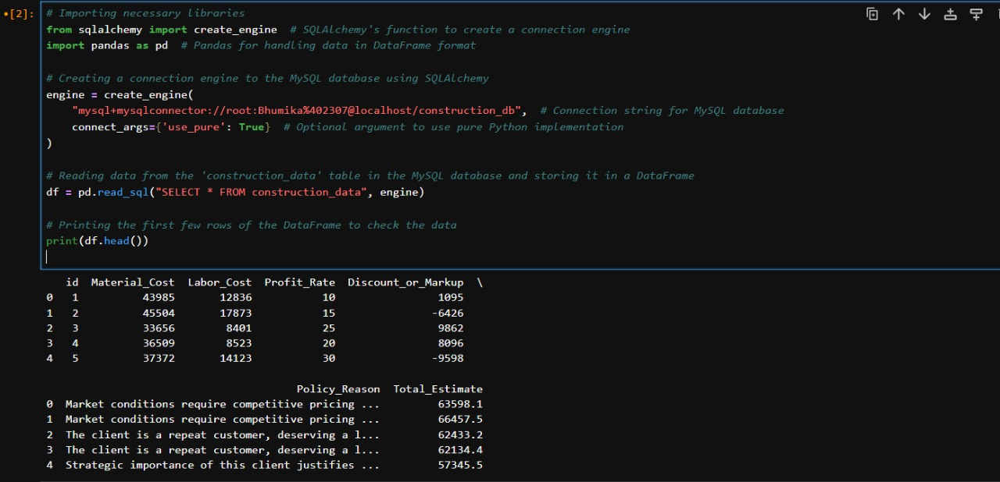 [2]:
# Importing necessary libraries
from sqlalchemy import create_engine  # SQLAlchemy's function to create a connection engine
import pandas as pd  # Pandas for handling data in DataFrame format
# Creating a connection engine to the MySQL database using SQLAlchemy
engine = create_engine(
    "mysql+mysqlconnector://root:Bhumika%402307@localhost/construction_db",  # Connection string for MySQL database
    connect_args={'use_pure': True}  # Optional argument to use pure Python implementation
)
# Reading data from the 'construction_data' table in the MySQL database and storing it in a DataFrame
df = pd.read_sql("SELECT * FROM construction_data", engine)
# Printing the first few rows of the DataFrame to check the data
print(df.head())
   id  Material_Cost  Labor_Cost  Profit_Rate  Discount_or_Markup  \
0   1          43985       12836           10                1095
1   2          45504       17873           15               -6426
2   3          33656        8401           25                9862
3   4          36509        8523           20                8096
4   5          37372       14123           30               -9598
                                       Policy_Reason  Total_Estimate
0  Market conditions require competitive pricing ...         63598.1
1  Market conditions require competitive pricing ...         66457.5
2  The client is a repeat customer, deserving a l...         62433.2
3  The client is a repeat customer, deserving a l...         62134.4
4  Strategic importance of this client justifies ...         57345.5